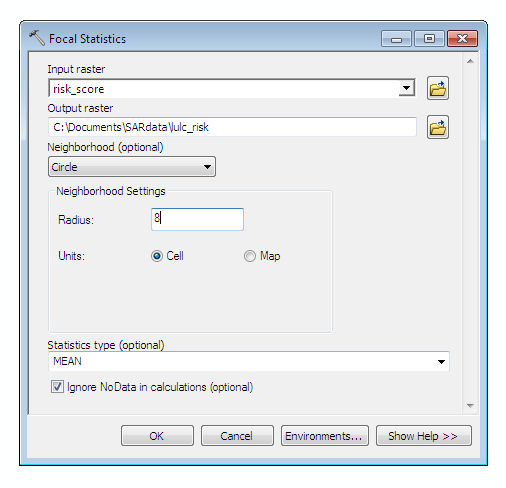 Focal Statistics
Input raster
risk_score
Output raster
C:\Documents\SARdata\lulc_risk
Neighborhood (optional)
Circle
Neighborhood Settings
Radius: 8
Units: Cell Map
Statistics type (optional)
MEAN
Ignore NoData in calculations (optional)
OK Cancel Environments... Show Help >>